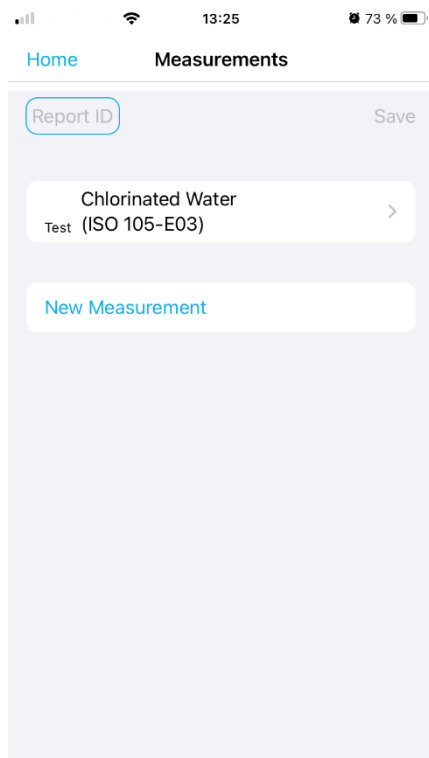 13:25 73 %
Home Measurements
Report ID Save
Chlorinated Water
Test (ISO 105-E03)
New Measurement